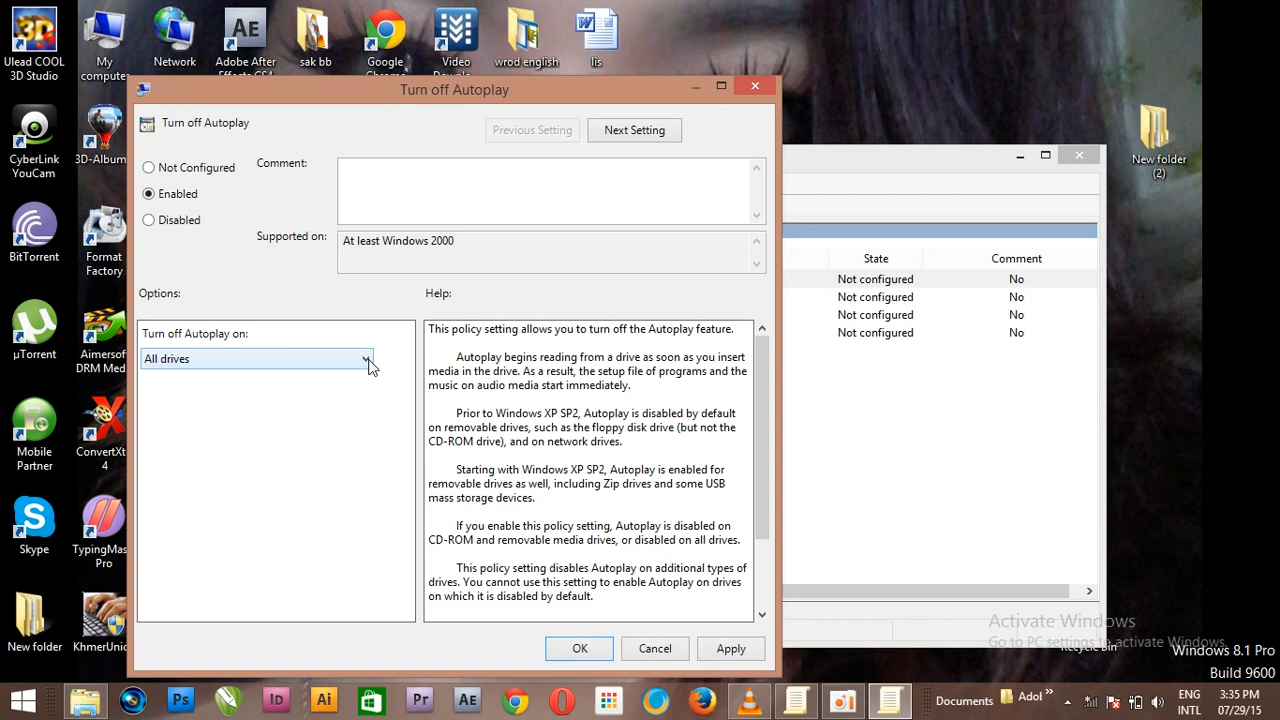 Ulead COOL
3D Studio
My
compute
Network
Adobe After
Effects CS4
sak bb
Google
Chrome
Video
wrod english
lis
CyberLink
YouCam
3D-Album
BitTorrent
Format
Factory
µTorrent
Aimersof
DRM Med
Mobile
Partner
ConvertXt
4
Skype
TypingMas
Pro
New folder
KhmerUnic
New folder
(2)
Turn off Autoplay
Turn off Autoplay
Previous Setting
Next Setting
Not Configured
Enabled
Disabled
Comment:
Supported on:
At least Windows 2000
Options:
Help:
Turn off Autoplay on:
All drives
This policy setting allows you to turn off the Autoplay feature.
Autoplay begins reading from a drive as soon as you insert
media in the drive. As a result, the setup file of programs and the
music on audio media start immediately.
Prior to Windows XP SP2, Autoplay is disabled by default
on removable drives, such as the floppy disk drive (but not the
CD-ROM drive), and on network drives.
Starting with Windows XP SP2, Autoplay is enabled for
removable drives as well, including Zip drives and some USB
mass storage devices.
If you enable this policy setting, Autoplay is disabled on
CD-ROM and removable media drives, or disabled on all drives.
This policy setting disables Autoplay on additional types of
drives. You cannot use this setting to enable Autoplay on drives
on which it is disabled by default.
OK
Cancel
Apply
State
Comment
Not configured
No
Not configured
No
Not configured
No
Not configured
No
Activate Windows
Go to PC settings to activate Windows.
Recycle Bin
Windows 8.1 Pro
Build 9600
Ps
Id
Ai
Pr
Ae
Documents
Adol
ENG
INTL
3:35 PM
07/29/15